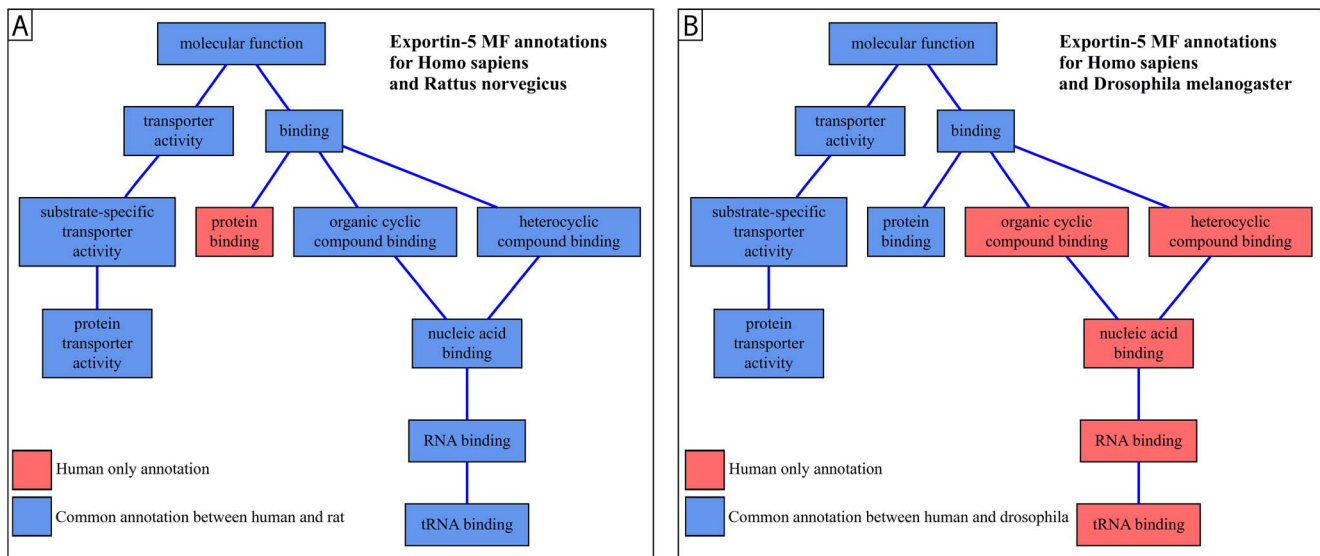 A
Exportin-5 MF annotations
for Homo sapiens
and Rattus norvegicus
molecular function
transporter
activity
binding
substrate-specific
transporter
activity
protein
binding
organic cyclic
compound binding
heterocyclic
compound binding
protein
transporter
activity
nucleic acid
binding
RNA binding
tRNA binding
Human only annotation
Common annotation between human and rat
B
Exportin-5 MF annotations
for Homo sapiens
and Drosophila melanogaster
molecular function
transporter
activity
binding
substrate-specific
transporter
activity
protein
binding
organic cyclic
compound binding
heterocyclic
compound binding
protein
transporter
activity
nucleic acid
binding
RNA binding
tRNA binding
Human only annotation
Common annotation between human and drosophila